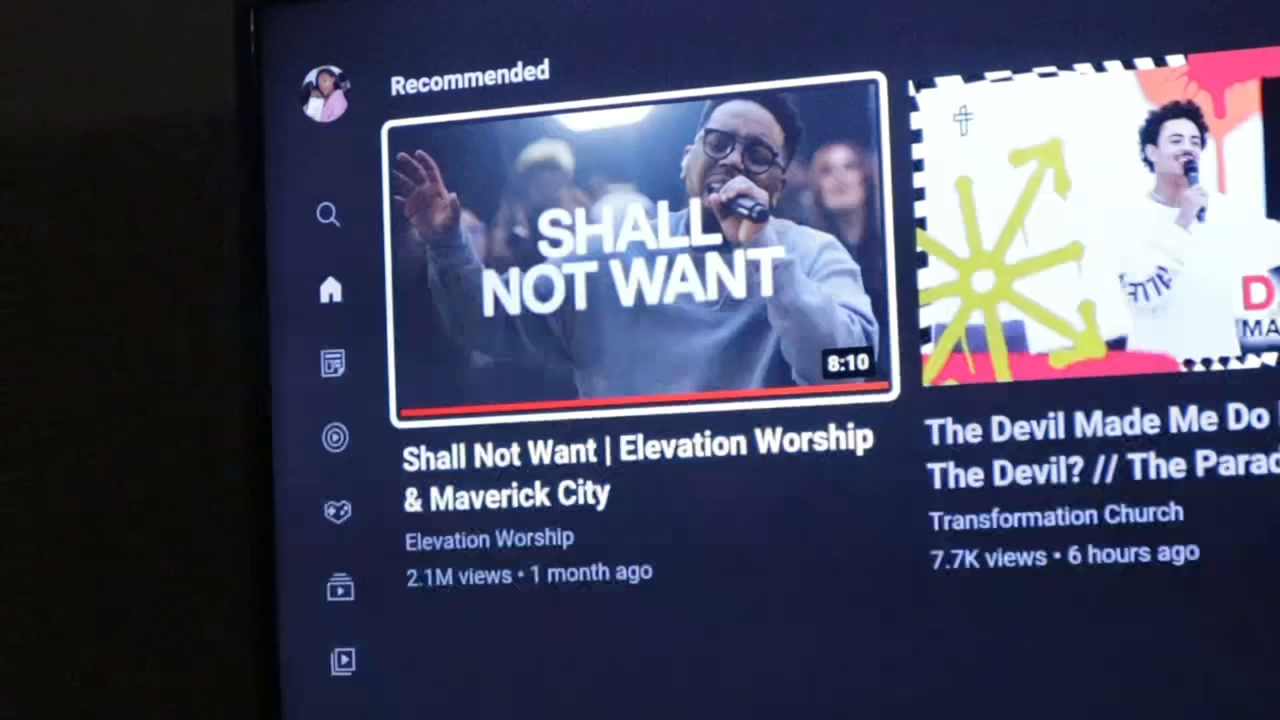 Recommended
SHALL
NOT WANT
8:10
Shall Not Want | Elevation Worship
& Maverick City
Elevation Worship
2.1M views • 1 month ago
The Devil Made Me Do
The Devil? // The Parad
Transformation Church
7.7K views • 6 hours ago